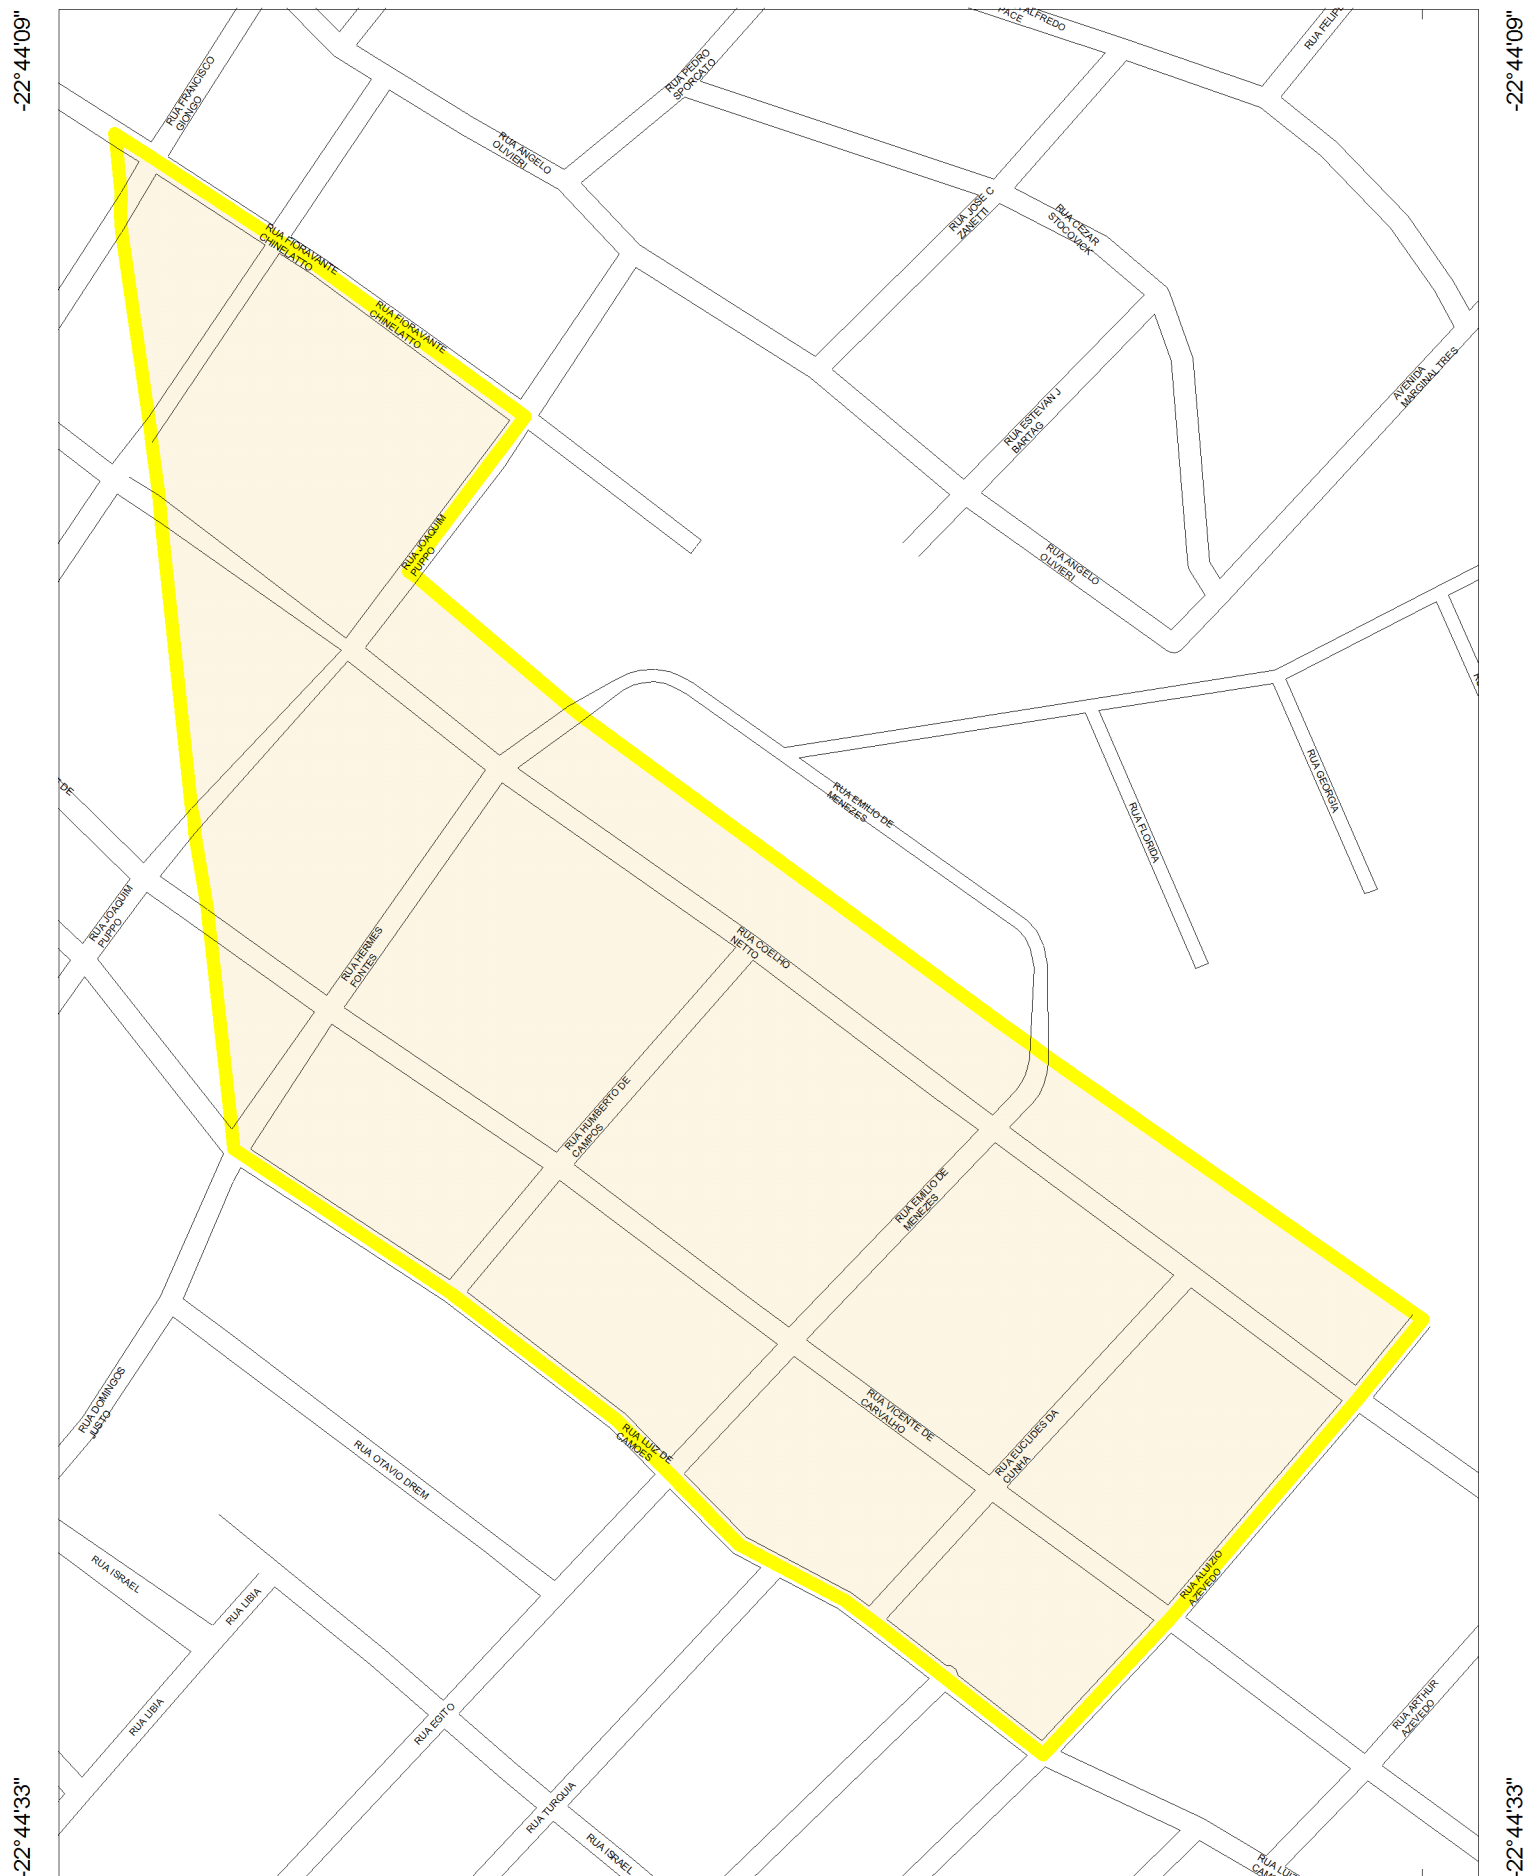 -22°44'09"
-22°44'09"
ALFREDO
PACE
RUA FRANCISCO
GIONGO
RUA PEDRO
SPORCATO
RUA ANGELO
OLIVIERI
RUA JOSE C
ZANETTI
RUA CEZAR
STOCOVICK
RUA FIORAVANTE
CHINELATTO
RUA FIORAVANTE
CHINELATTO
AVENIDA
MARGINAL TRES
RUA ESTEVAN J
BARTAG
RUA JOAQUIM
PUPPO
RUA ANGELO
OLIVIERI
DE
RUA EMILIO DE
MENEZES
RUA GEORGIA
RUA FLORIDA
RUA JOAQUIM
PUPPO
RUA HERMES
FONTES
RUA COELHO
NETTO
RUA HUMBERTO DE
CAMPOS
RUA EMILIO DE
MENEZES
RUA DOMINGOS
JUSTO
RUA VICENTE DE
CARVALHO
RUA LUIZ DE
CAMOES
RUA EUCLIDES DA
CUNHA
RUA OTAVIO DREM
RUA ISRAEL
RUA LIBIA
RUA ALUIZIO
AZEVEDO
RUA LIBIA
RUA EGITO
RUA ARTHUR
AZEVEDO
RUA TURQUIA
RUA ISRAEL
-22°44'33"
-22°44'33"